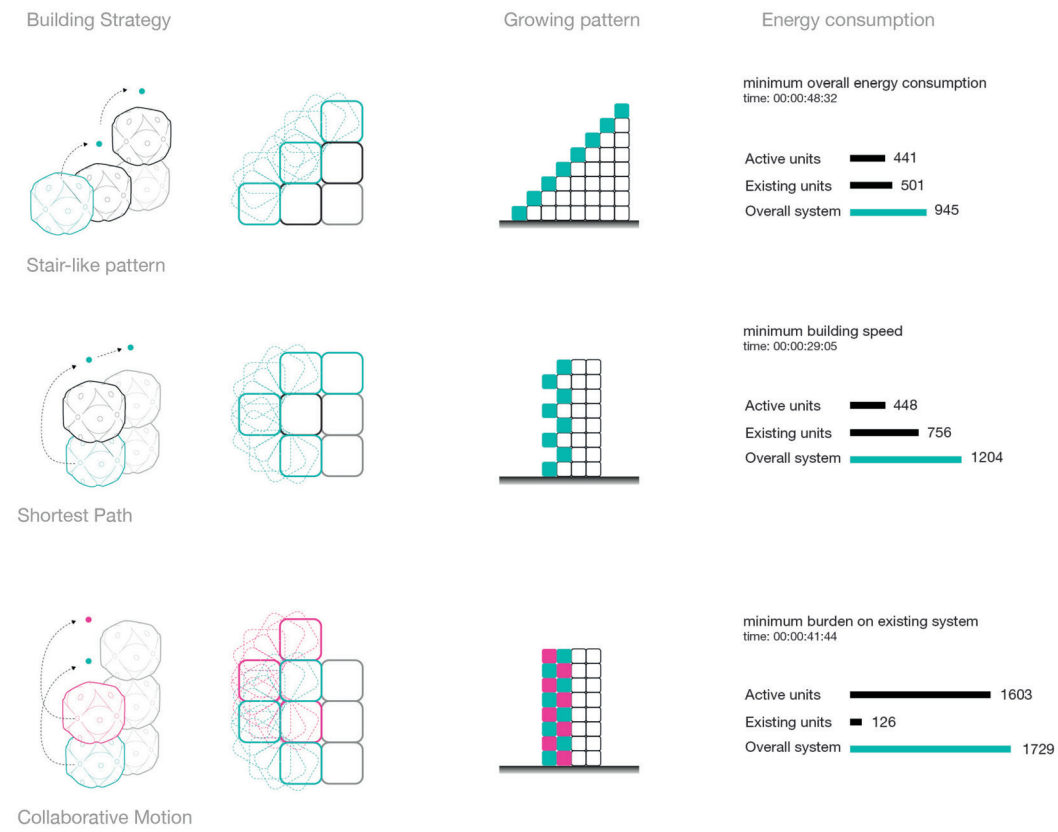 Building Strategy
Growing pattern
Energy consumption
minimum overall energy consumption
time: 00:00:48:32
Active units 441
Existing units 501
Overall system 945
Stair-like pattern
minimum building speed
time: 00:00:29:05
Active units 448
Existing units 756
Overall system 1204
Shortest Path
minimum burden on existing system
time: 00:00:41:44
Active units 1603
Existing units 126
Overall system 1729
Collaborative Motion